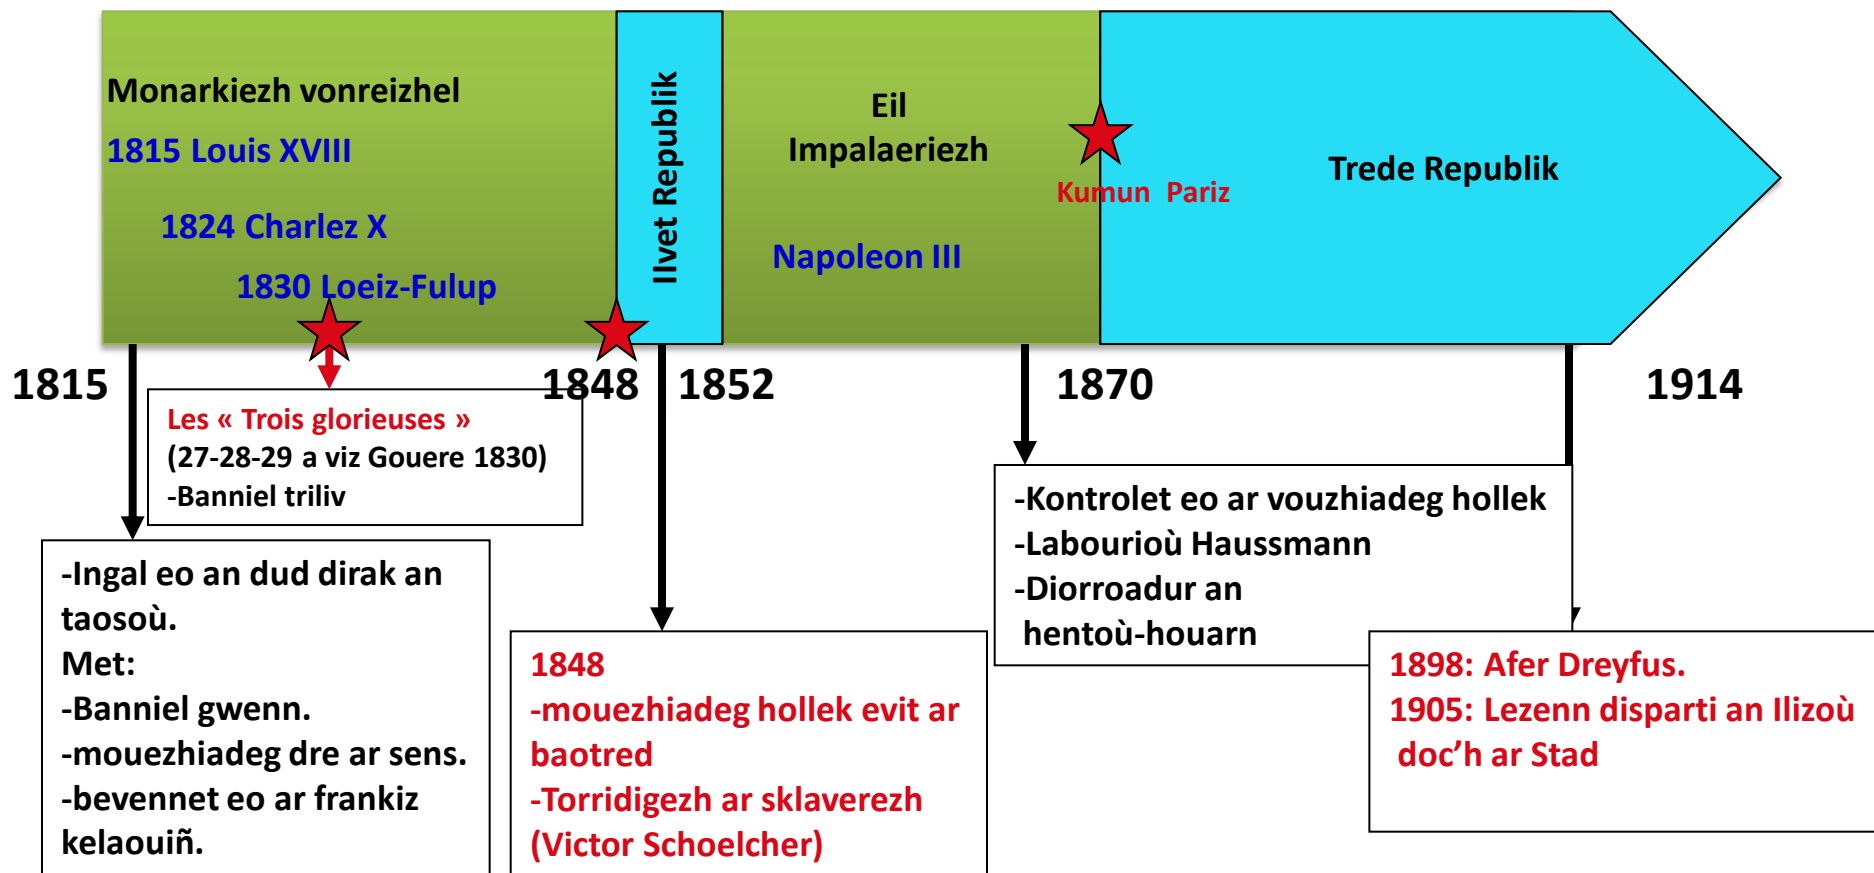 Monarkiezh vonreizhel
1815 Louis XVIII
1824 Charlez X
1830 Loeiz-Fulup
IIvet Republik
Eil
Impalaeriezh
Napoleon III
Kumun Pariz
Trede Republik
1815
1848
1852
1870
1914
Les « Trois glorieuses »
(27-28-29 a viz Gouere 1830)
-Banniel triliv
-Ingal eo an dud dirak an
taosoù.
Met:
-Banniel gwenn.
-mouezhiadeg dre ar sens.
-bevennet eo ar frankiz
kelaouiñ.
1848
-mouezhiadeg hollek evit ar
baotred
-Torridigezh ar sklaverezh
(Victor Schoelcher)
-Kontrolet eo ar vouzhiadeg hollek
-Labourioù Haussmann
-Diorroadur an
hentoù-houarn
1898: Afer Dreyfus.
1905: Lezenn disparti an Ilizoù
doc’h ar Stad